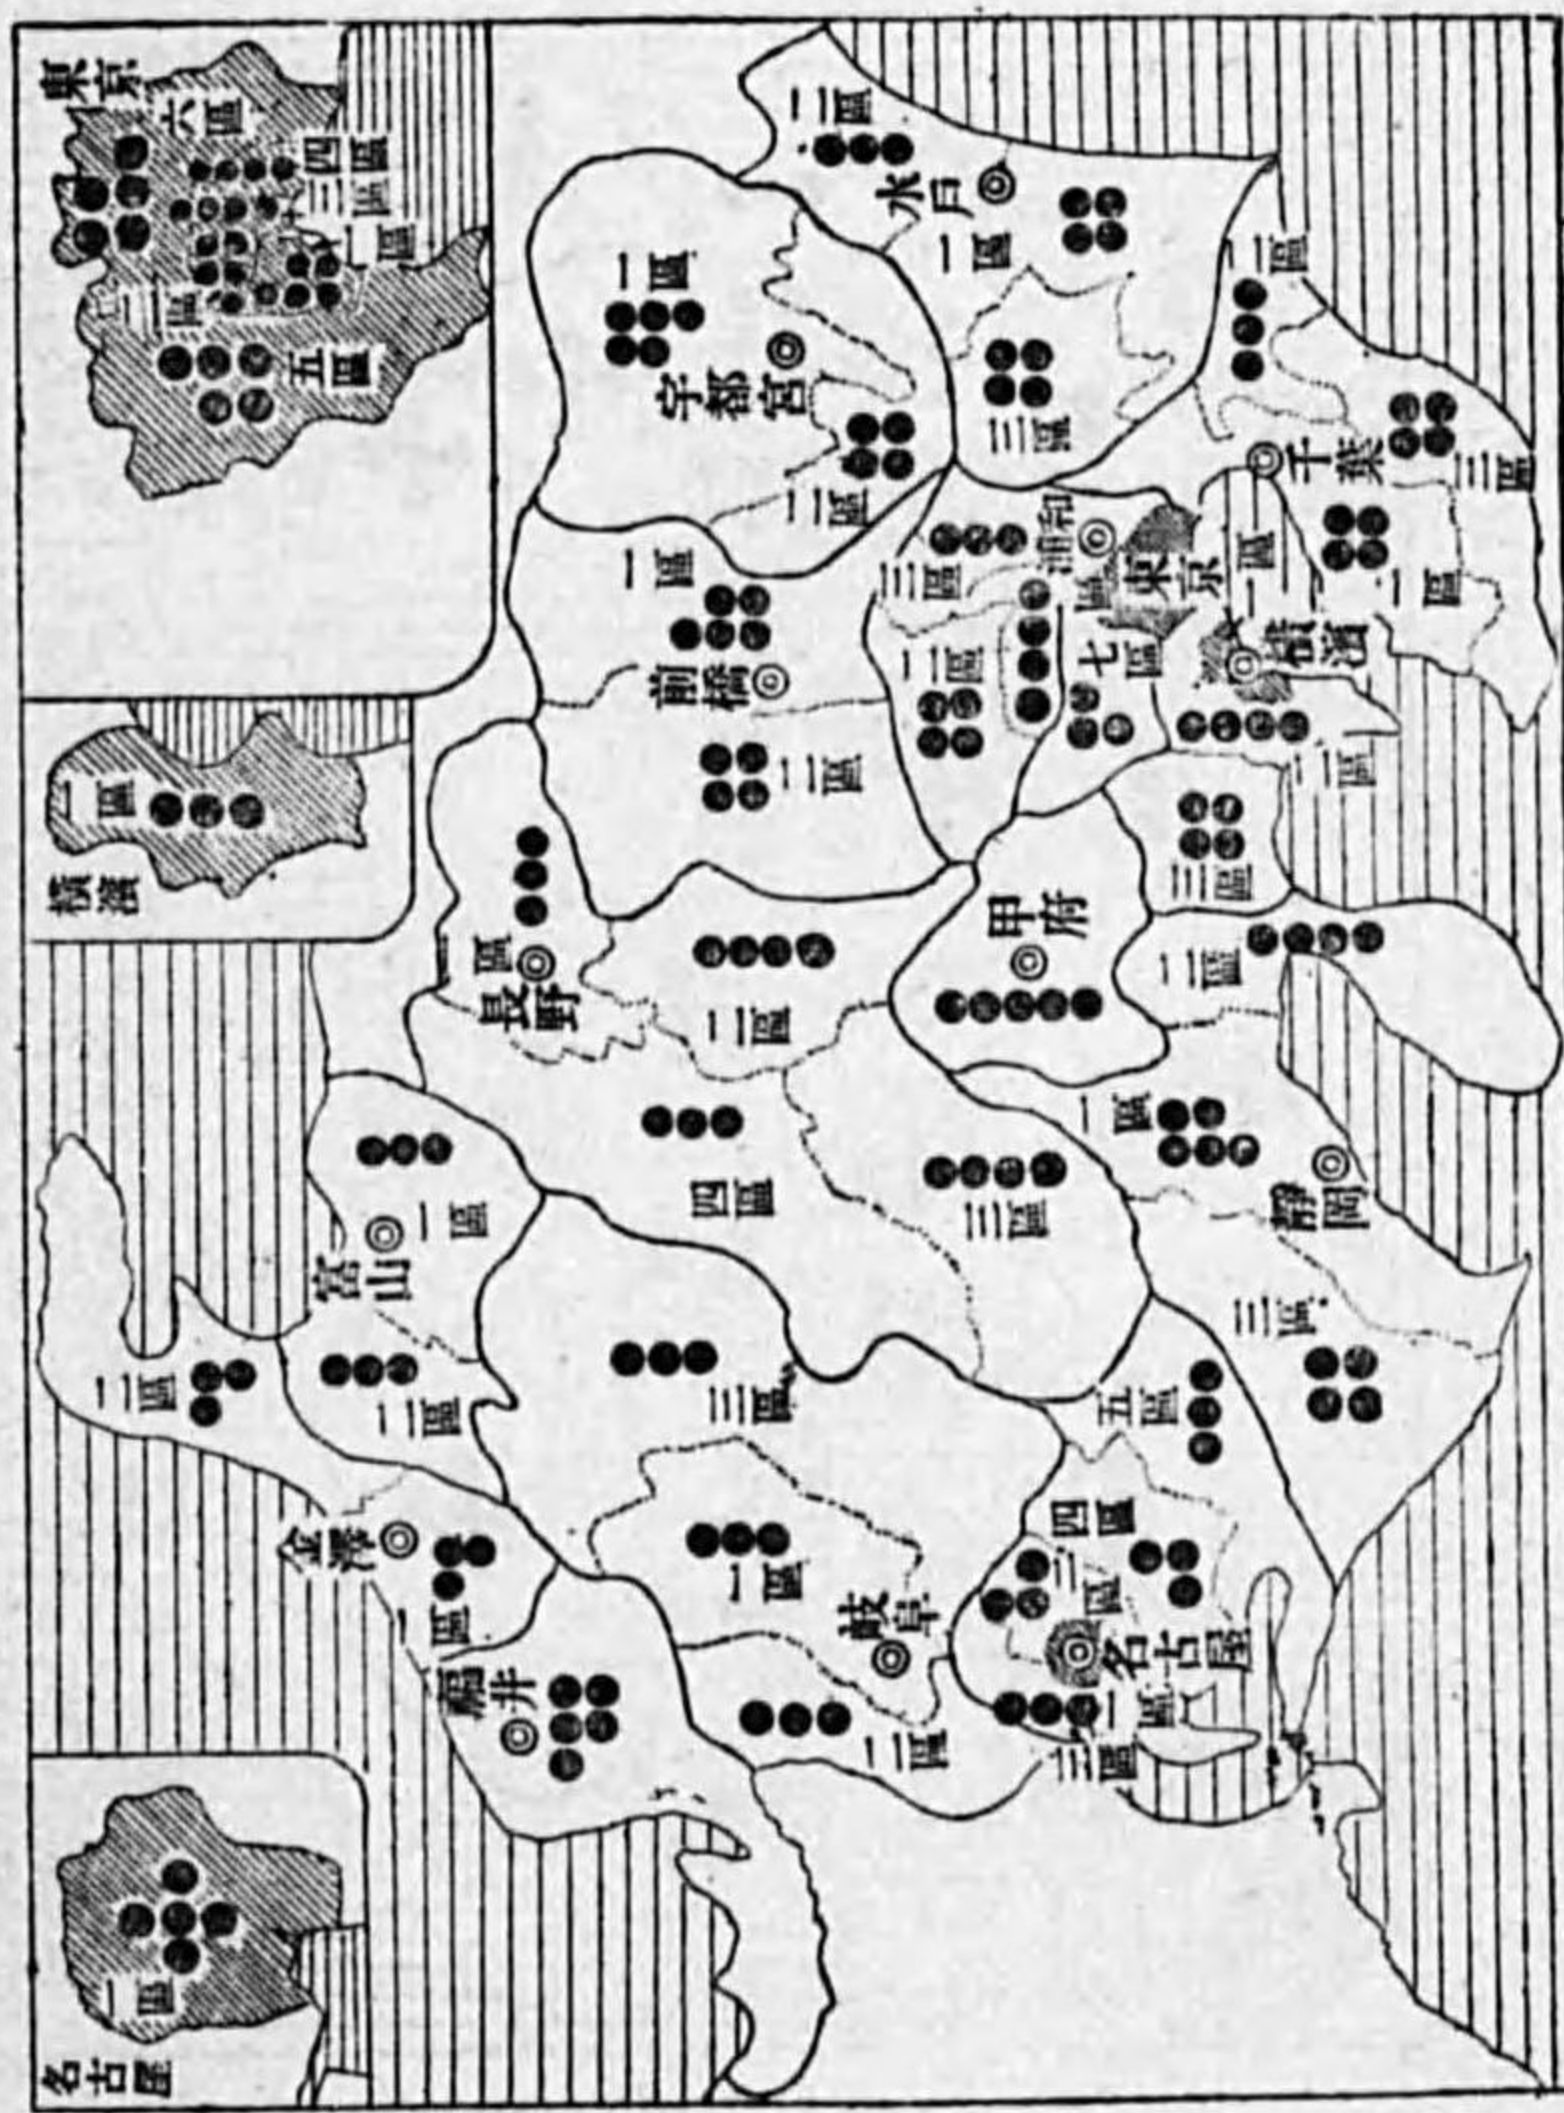 東京
六區
四區
三區
一區
二區
五區
横濱
一區
名古屋
一區
二區
水戸
一區
三區
一區
宇都宮
二區
一區
前橋
二區
二區
千葉
三區
一區
三區
浦和
一區
二區
東京
七區
一區
横濱
二區
三區
一區
長野
二區
四區
三區
甲府
二區
一區
静岡
三區
富山
一區
二區
二區
金澤
一區
福井
三區
一區
岐阜
二區
五區
四區
二區
名古屋
一區
三區